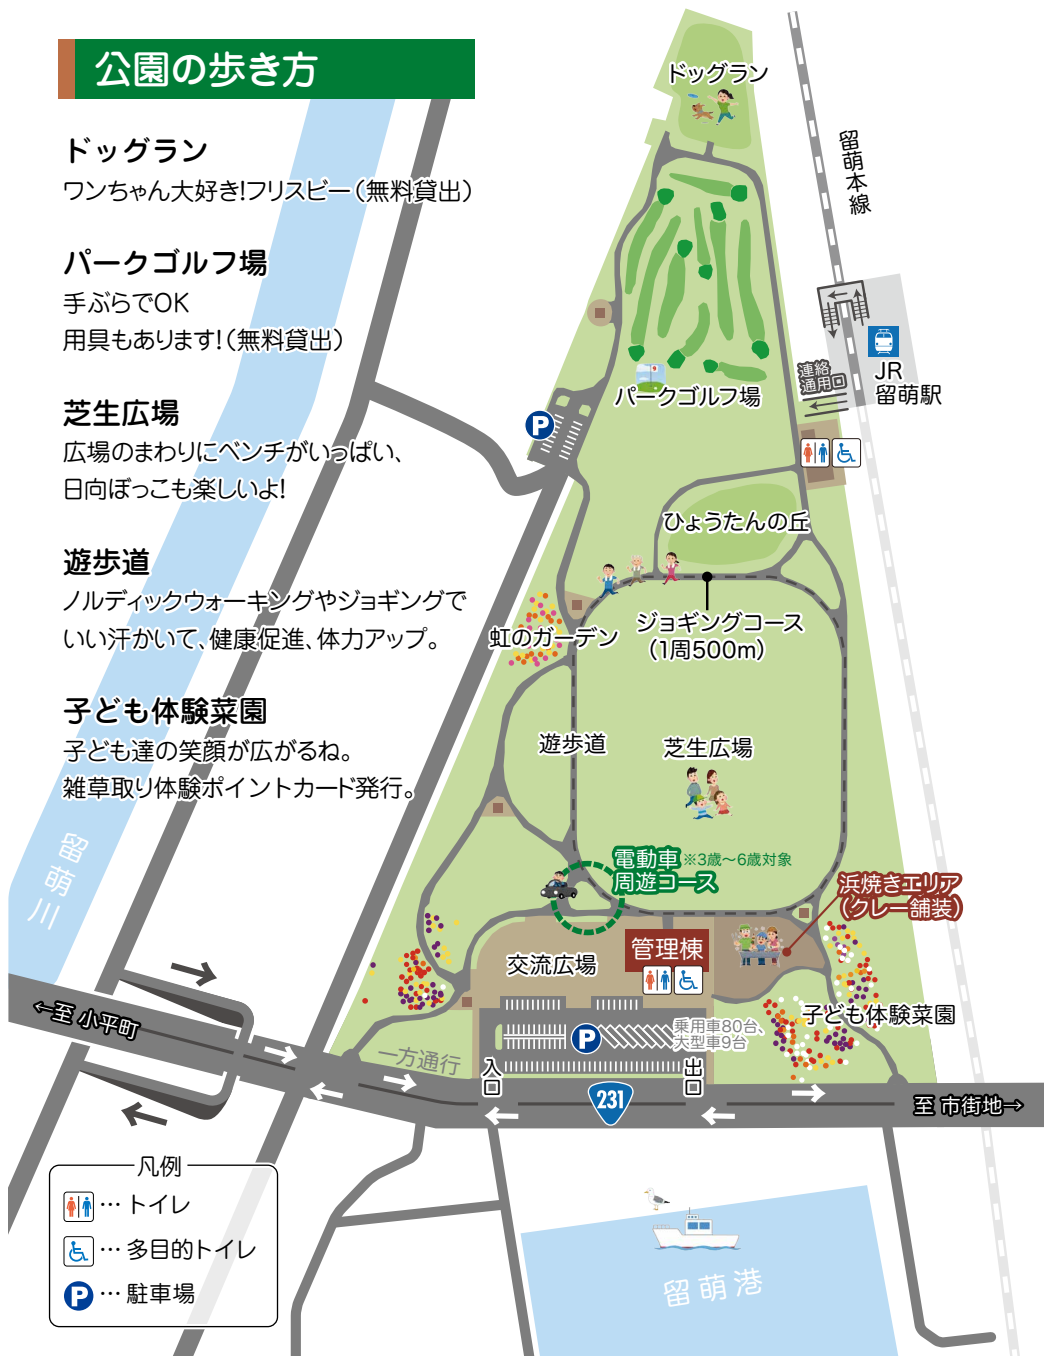 公園の歩き方
ドッグラン
ワンちゃん大好き!フリスビー(無料貸出)
パークゴルフ場
手ぶらでOK
用具もあります!(無料貸出)
芝生広場
広場のまわりにベンチがいっぱい、
日向ぼっこも楽しいよ!
遊歩道
ノルディックウォーキングやジョギングで
いい汗かいて、健康促進、体力アップ。
子ども体験菜園
子ども達の笑顔が広がるね。
雑草取り体験ポイントカード発行。
ドッグラン
留萌本線
パークゴルフ場
連絡
通用口
JR
留萌駅
P
ひょうたんの丘
ジョギングコース
(1周500m)
虹のガーデン
遊歩道
芝生広場
電動車 ※3歳～6歳対象
周遊コース
浜焼きエリア
(クレー舗装)
管理棟
交流広場
子ども体験菜園
P
乗用車80台、
大型車9台
入口
出口
一方通行
231
留萌川
←至 小平町
至 市街地→
留萌港
凡例
…トイレ
…多目的トイレ
P…駐車場